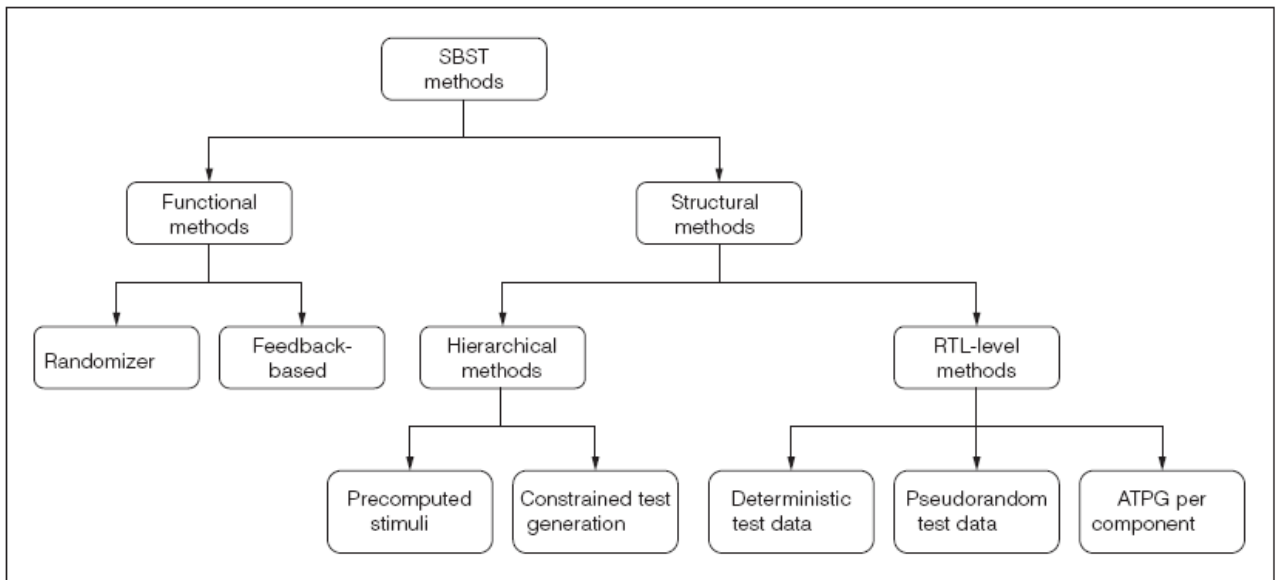 SBST
methods
Functional
methods
Structural
methods
Randomizer
Feedback-
based
Hierarchical
methods
RTL-level
methods
Precomputed
stimuli
Constrained test
generation
Deterministic
test data
Pseudorandom
test data
ATPG per
component